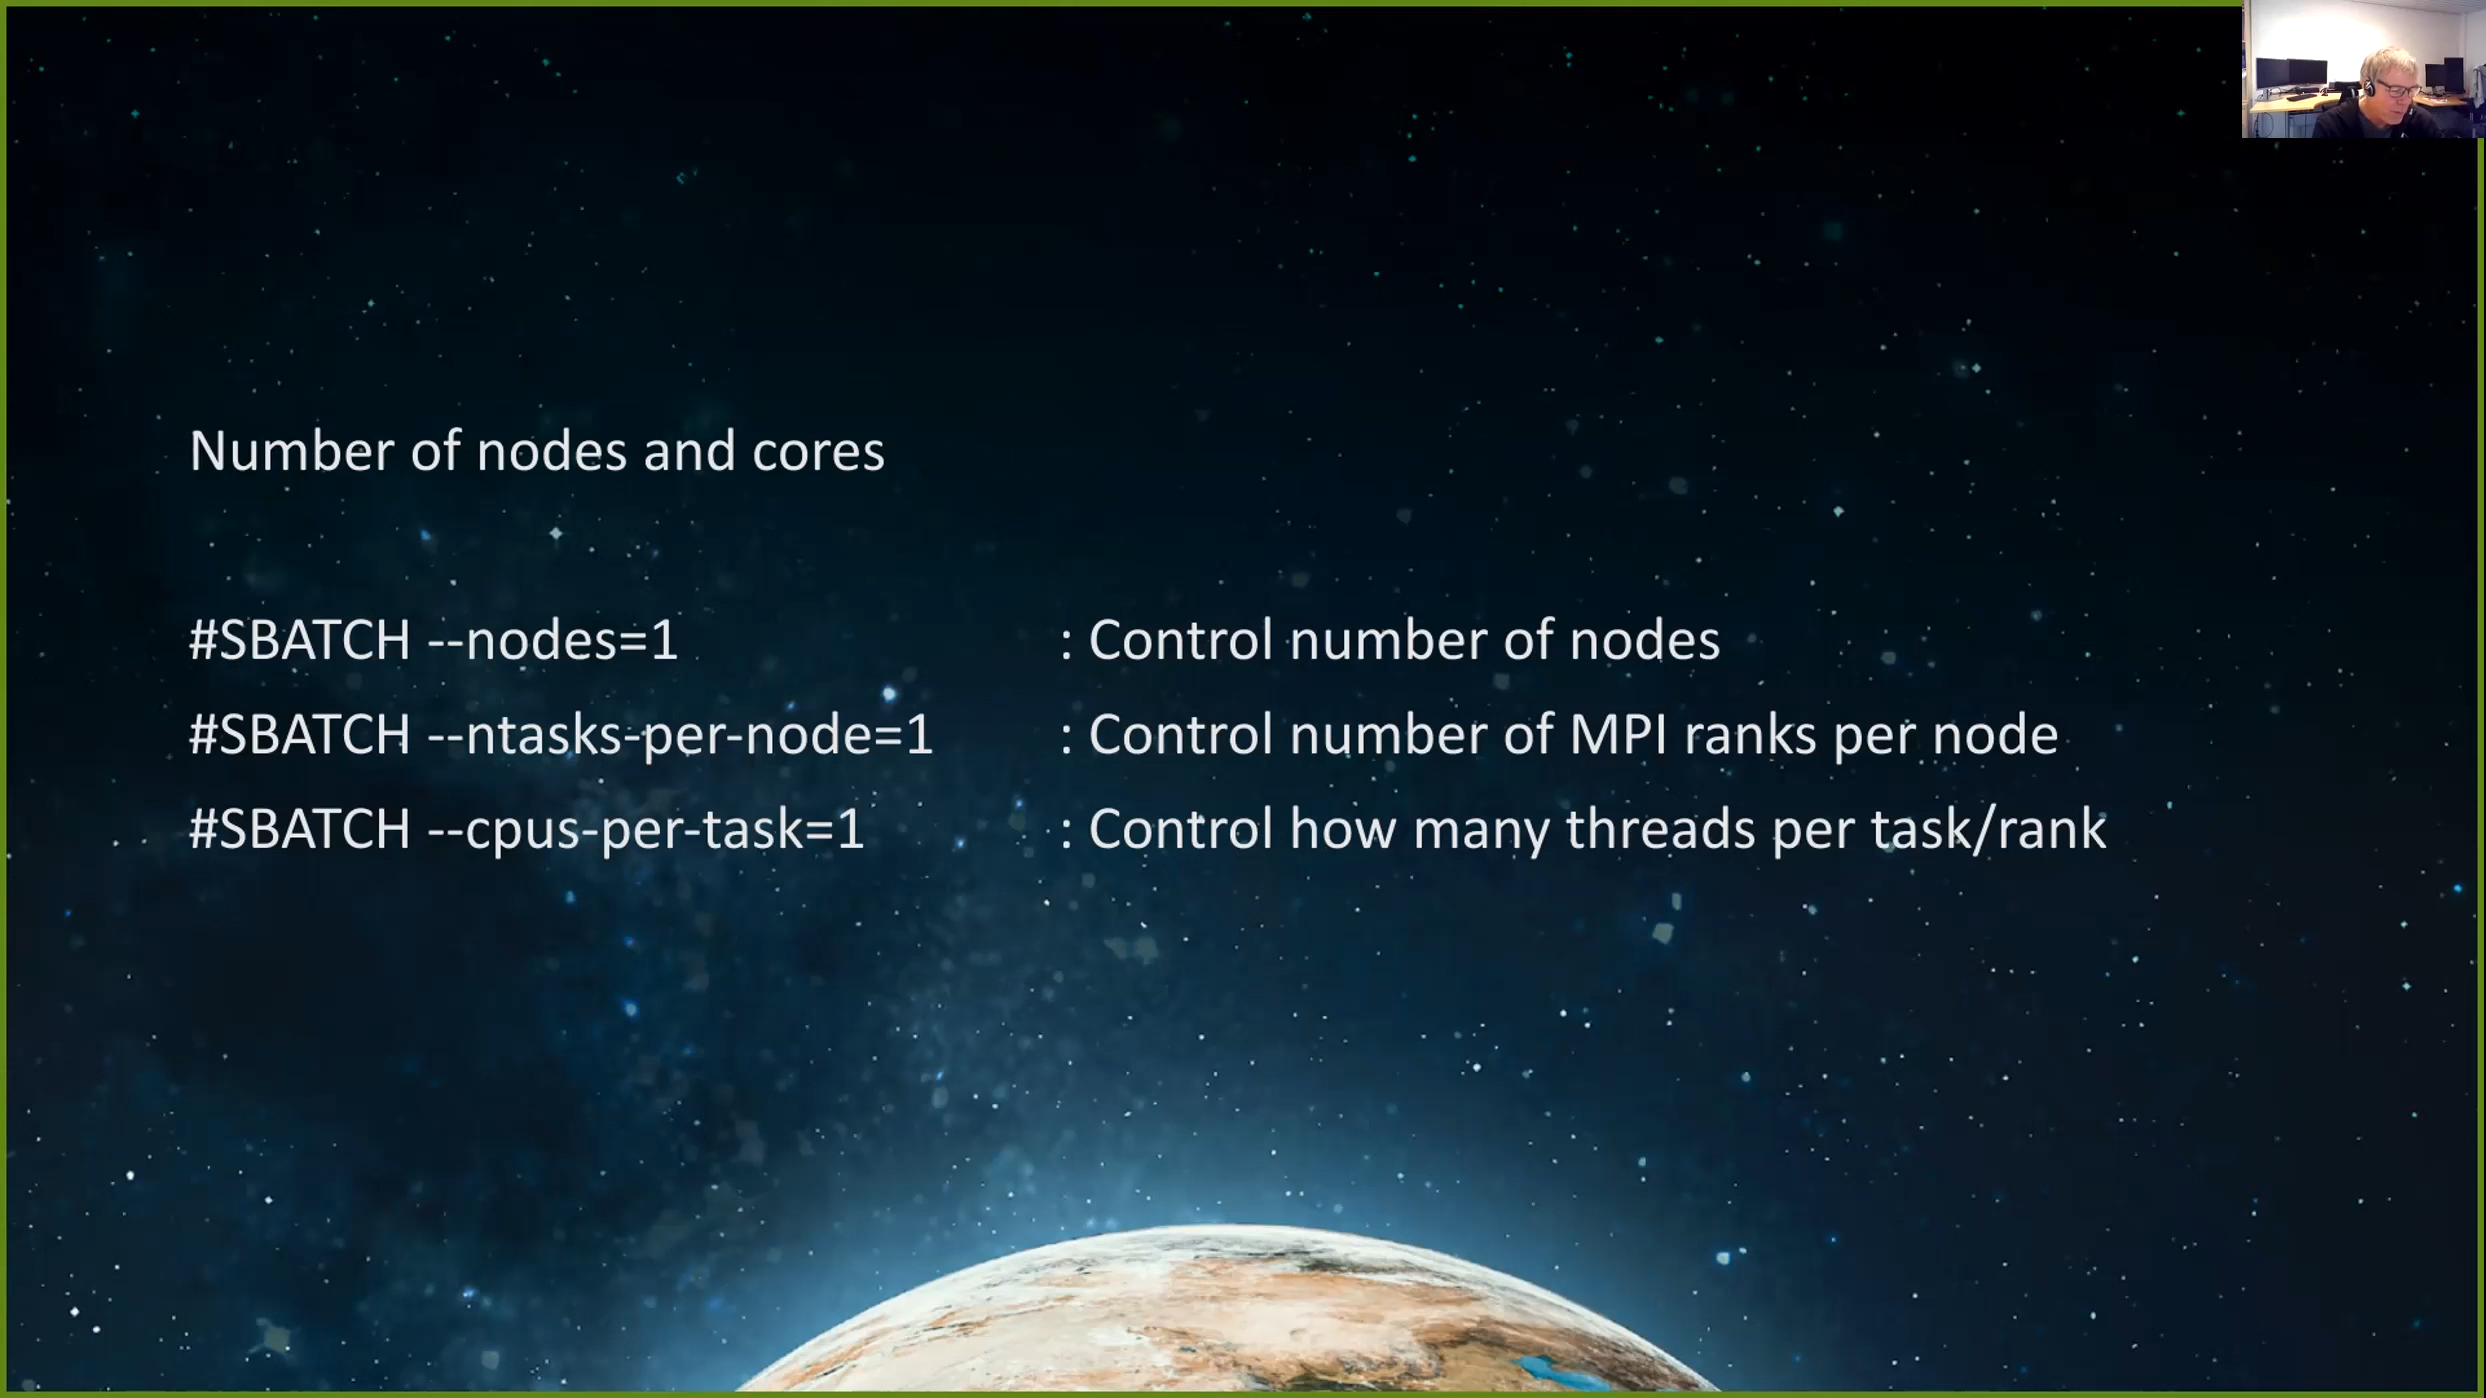 Number of nodes and cores
#SBATCH --nodes=1 : Control number of nodes
#SBATCH --ntasks-per-node=1 : Control number of MPI ranks per node
#SBATCH --cpus-per-task=1 : Control how many threads per task/rank